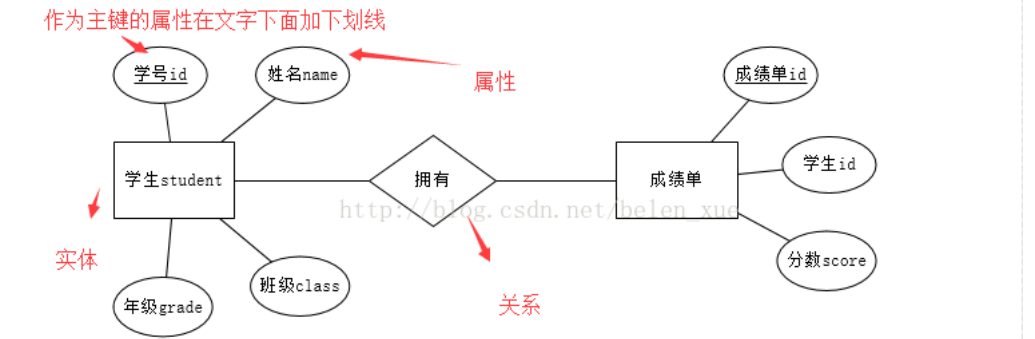 作为主键的属性在文字下面加下划线
学号id
姓名name
属性
成绩单id
学生student
拥有
成绩单
学生id
http://blog.csdn.net/belen_xue
实体
关系
年级grade
班级class
分数score